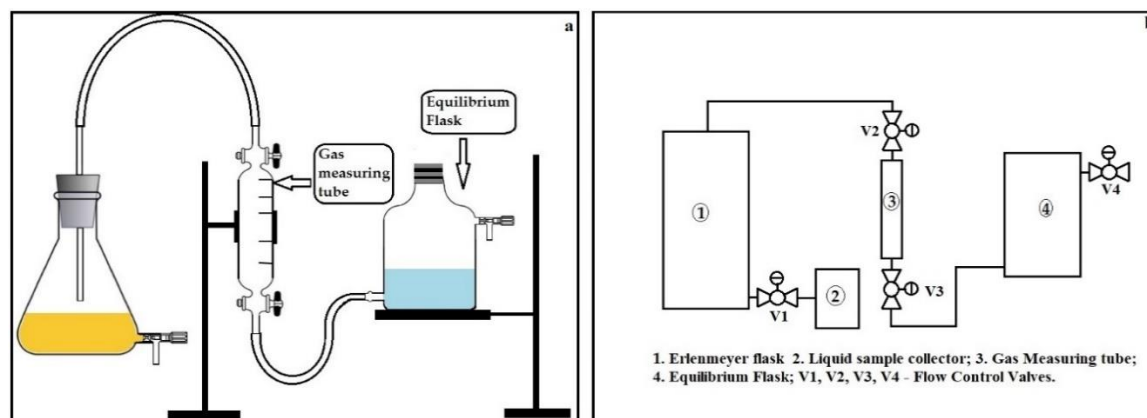 a
Equilibrium
Flask
Gas
measuring
tube
V2
V4
1
3
4
2
V1
V3
1. Erlenmeyer flask 2. Liquid sample collector; 3. Gas Measuring tube;
4. Equilibrium Flask; V1, V2, V3, V4 - Flow Control Valves.